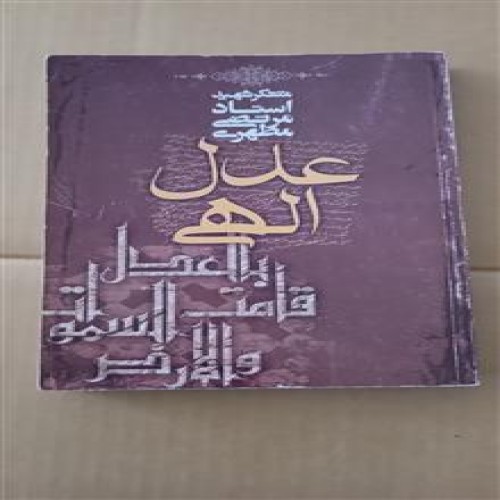 متفکر شهید
استاد
مرتضی
مطهری
عدل
الهی
بالعدل
قامت السموات
والارض